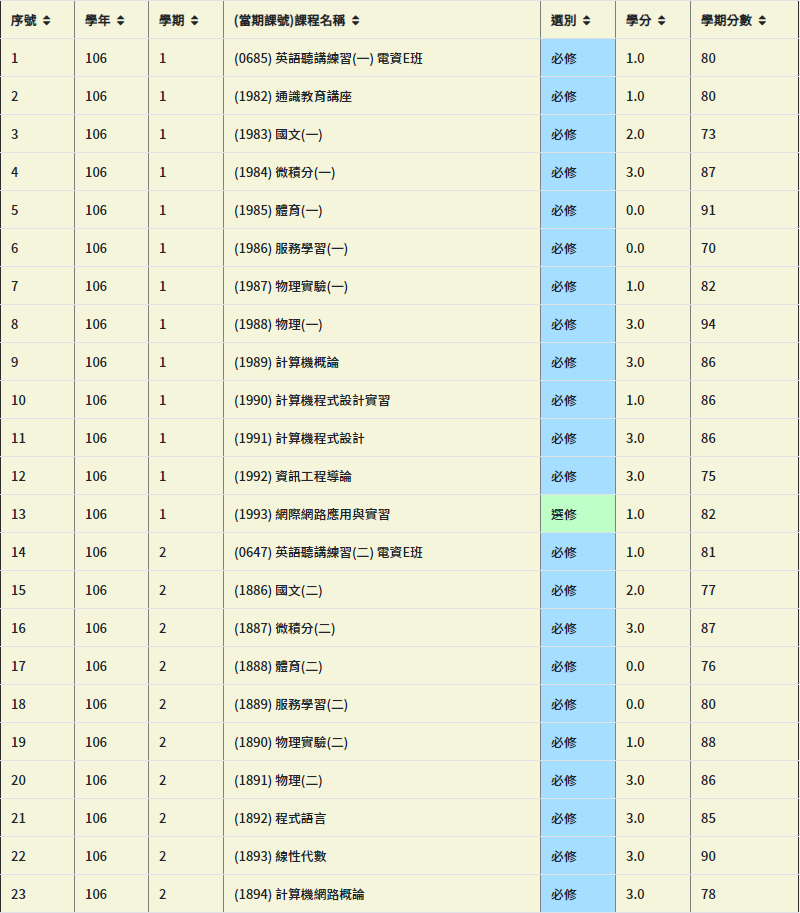 序號 學年 學期 (當期課號)課程名稱 選別 學分 學期分數
1 106 1 (0685) 英語聽講練習(一) 電資E班 必修 1.0 80
2 106 1 (1982) 通識教育講座 必修 1.0 80
3 106 1 (1983) 國文(一) 必修 2.0 73
4 106 1 (1984) 微積分(一) 必修 3.0 87
5 106 1 (1985) 體育(一) 必修 0.0 91
6 106 1 (1986) 服務學習(一) 必修 0.0 70
7 106 1 (1987) 物理實驗(一) 必修 1.0 82
8 106 1 (1988) 物理(一) 必修 3.0 94
9 106 1 (1989) 計算機概論 必修 3.0 86
10 106 1 (1990) 計算機程式設計實習 必修 1.0 86
11 106 1 (1991) 計算機程式設計 必修 3.0 86
12 106 1 (1992) 資訊工程導論 必修 3.0 75
13 106 1 (1993) 網際網路應用與實習 選修 1.0 82
14 106 2 (0647) 英語聽講練習(二) 電資E班 必修 1.0 81
15 106 2 (1886) 國文(二) 必修 2.0 77
16 106 2 (1887) 微積分(二) 必修 3.0 87
17 106 2 (1888) 體育(二) 必修 0.0 76
18 106 2 (1889) 服務學習(二) 必修 0.0 80
19 106 2 (1890) 物理實驗(二) 必修 1.0 88
20 106 2 (1891) 物理(二) 必修 3.0 86
21 106 2 (1892) 程式語言 必修 3.0 85
22 106 2 (1893) 線性代數 必修 3.0 90
23 106 2 (1894) 計算機網路概論 必修 3.0 78